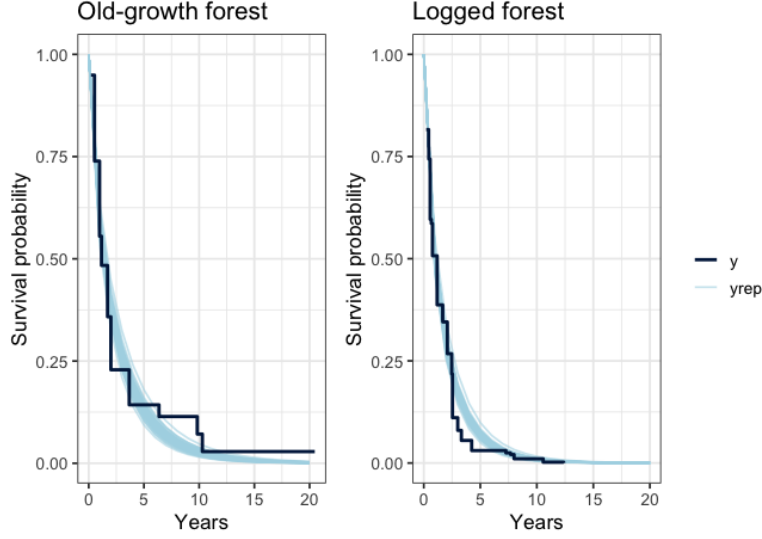 Old-growth forest
Logged forest
Survival probability
1.00
0.75
0.50
0.25
0.00
0 5 10 15 20
Years
Survival probability
1.00
0.75
0.50
0.25
0.00
0 5 10 15 20
Years
y
yrep